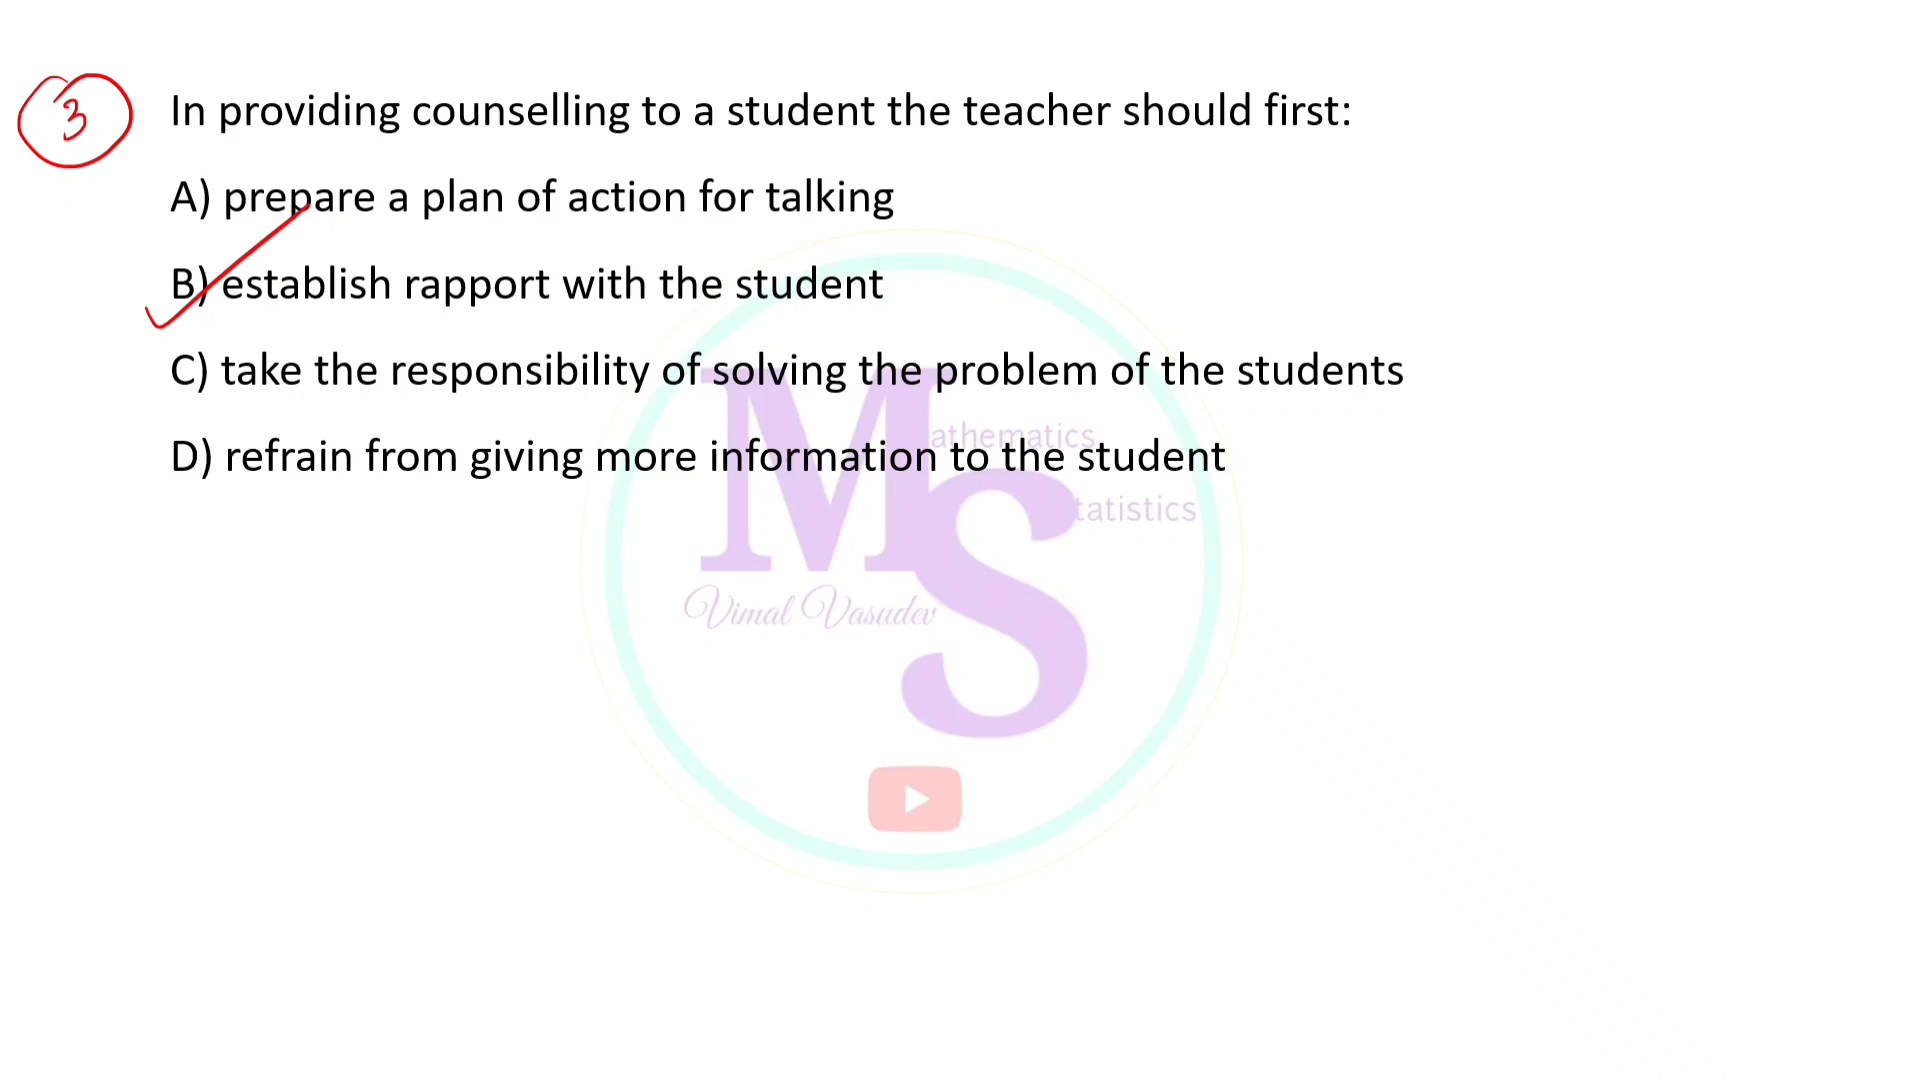 3
In providing counselling to a student the teacher should first:
A) prepare a plan of action for talking
B) establish rapport with the student
C) take the responsibility of solving the problem of the students
D) refrain from giving more information to the student
Mathematics
Statistics
Vimal Vasudev